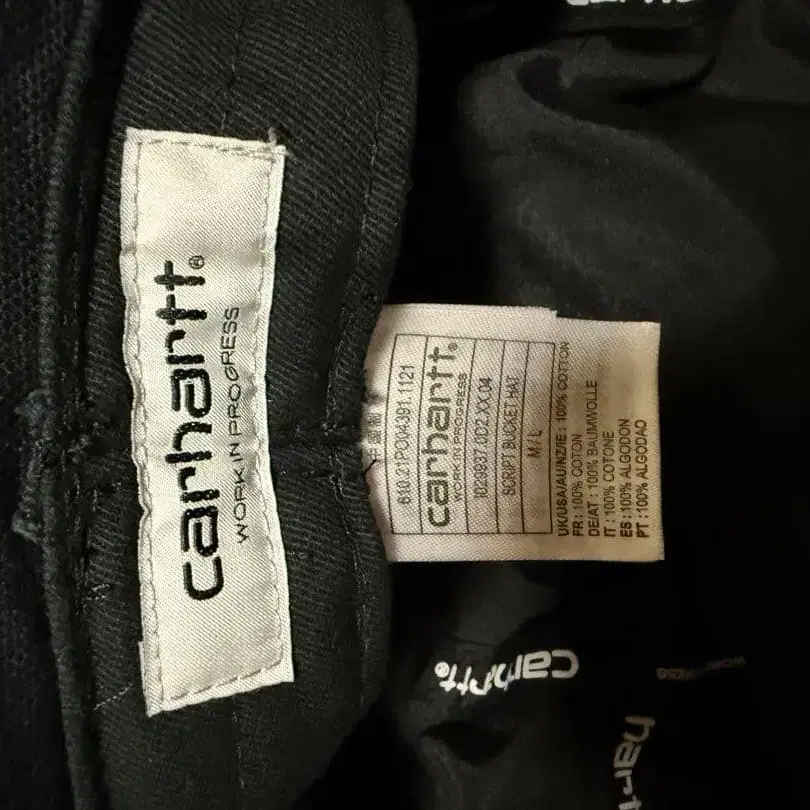 carhartt®
WORK IN PROGRESS
610.21PO04391.1121
carhartt®
WORK IN PROGRESS
I029937.0D2.XX.04
SCRIPT BUCKET HAT
M/L
UK/USA/AU/NZ/IE : 100% COTTON
FR : 100% COTON
DE/AT : 100% BAUMWOLLE
IT : 100% COTONE
ES : 100% ALGODON
PT : 100% ALGODAO
carhartt®